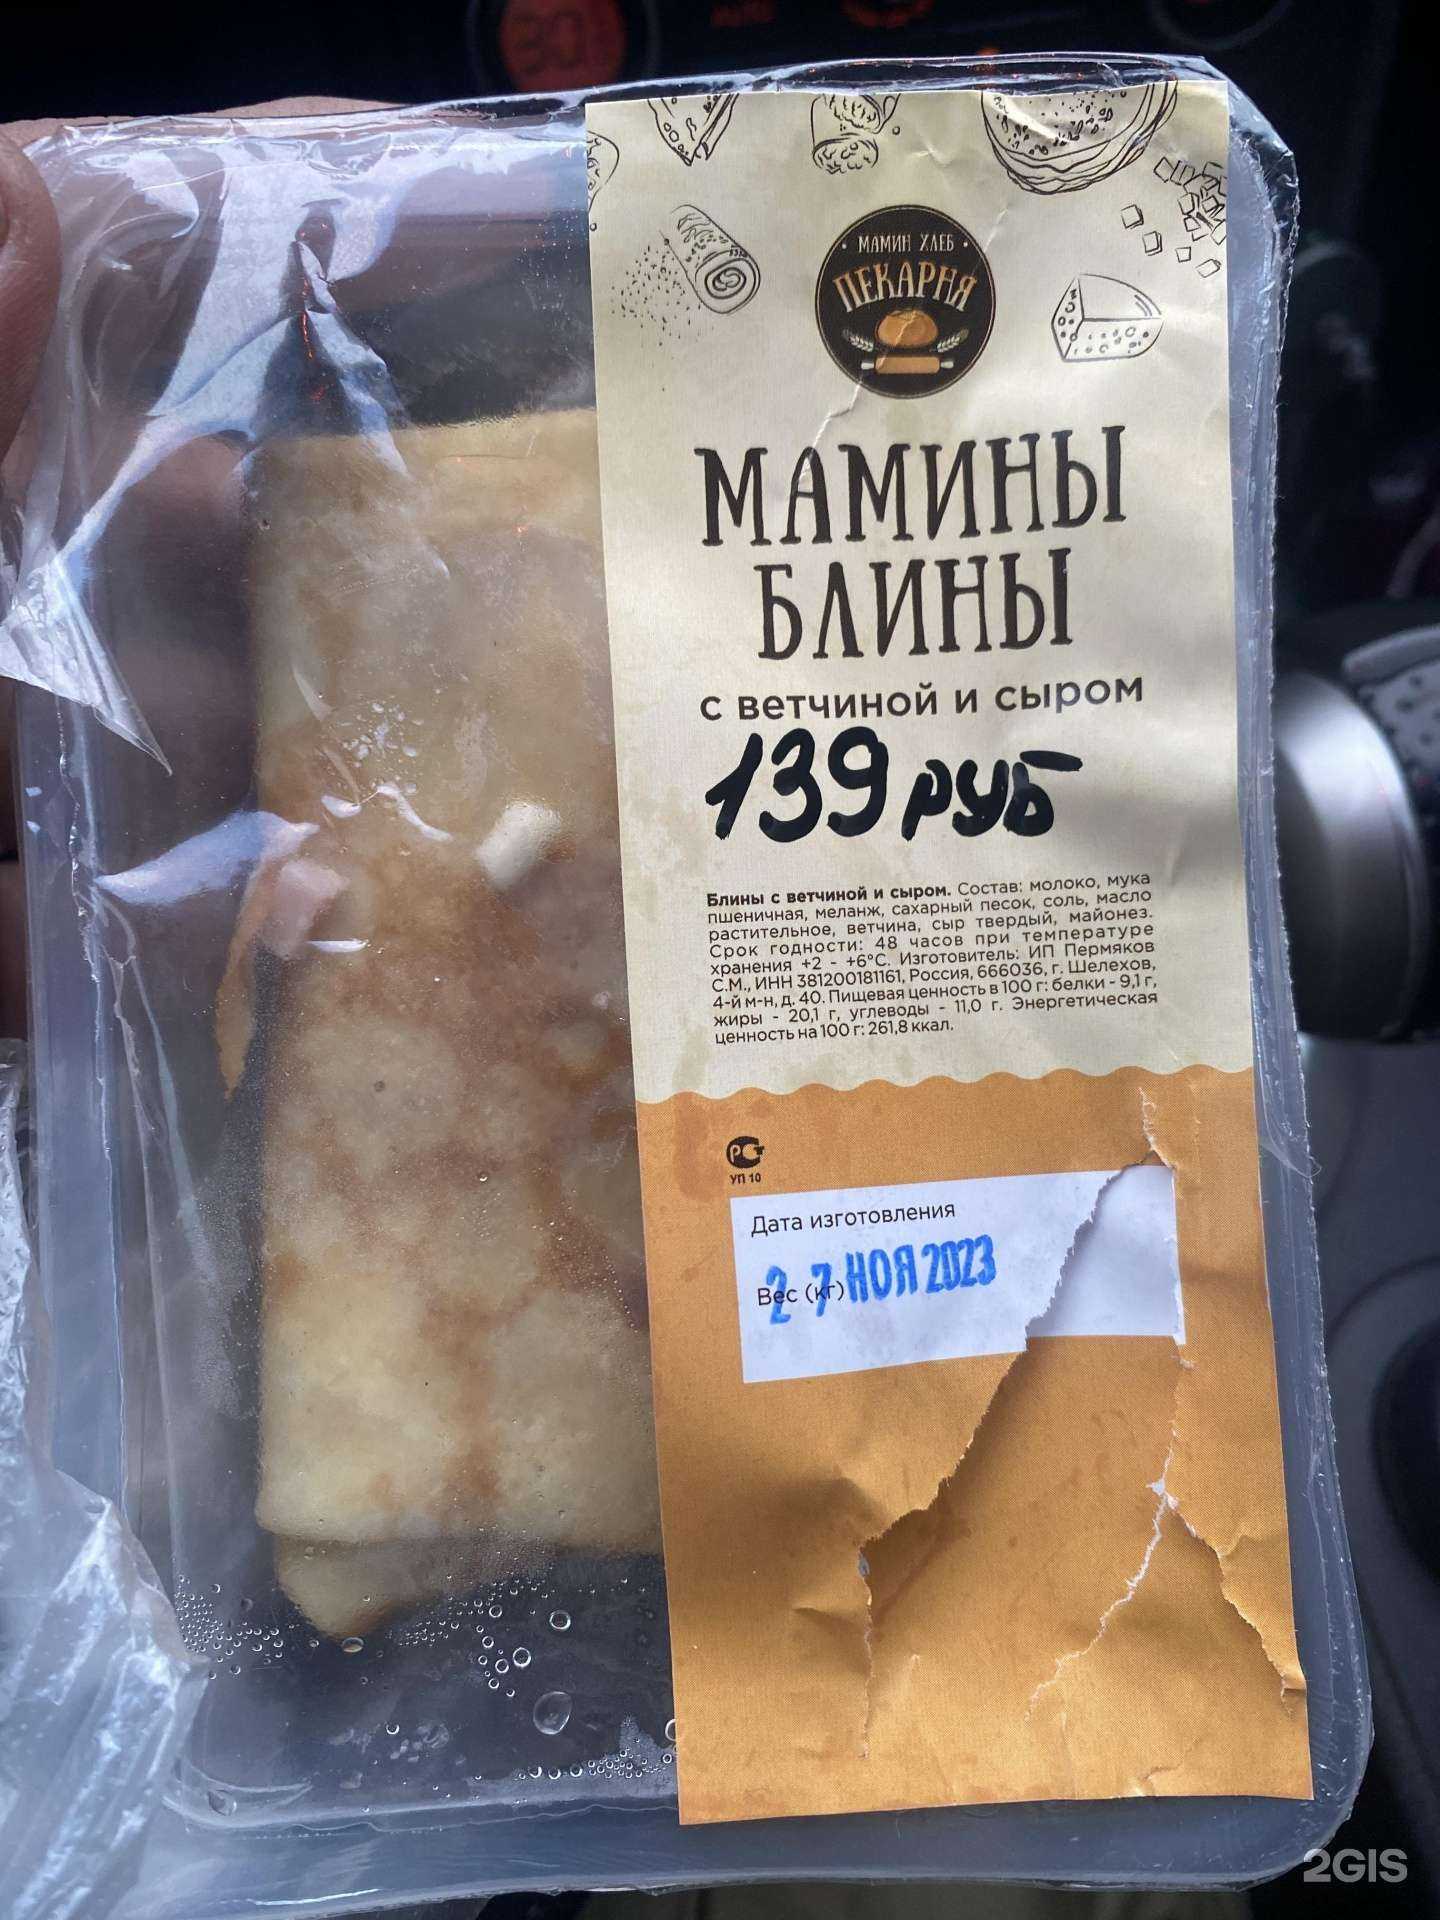 МАМИН ХЛЕБ
ПЕКАРНЯ
МАМИНЫ
БЛИНЫ
с ветчиной и сыром
139 руб
Блины с ветчиной и сыром. Состав: молоко, мука
пшеничная, меланж, сахарный песок, соль, масло
растительное, ветчина, сыр твердый, майонез.
Срок годности: 48 часов при температуре
хранения +2 - +6°С. Изготовитель: ИП Пермяков
С.М., ИНН 381200181161, Россия, 666036, г. Шелехов,
4-й м-н, д. 40. Пищевая ценность в 100 г: белки - 9,1 г,
жиры - 20,1 г, углеводы - 11,0 г. Энергетическая
ценность на 100 г: 261,8 ккал.
РСТ
УП 10
Дата изготовления
27 НОЯ 2023
Вес (кг)
2GIS